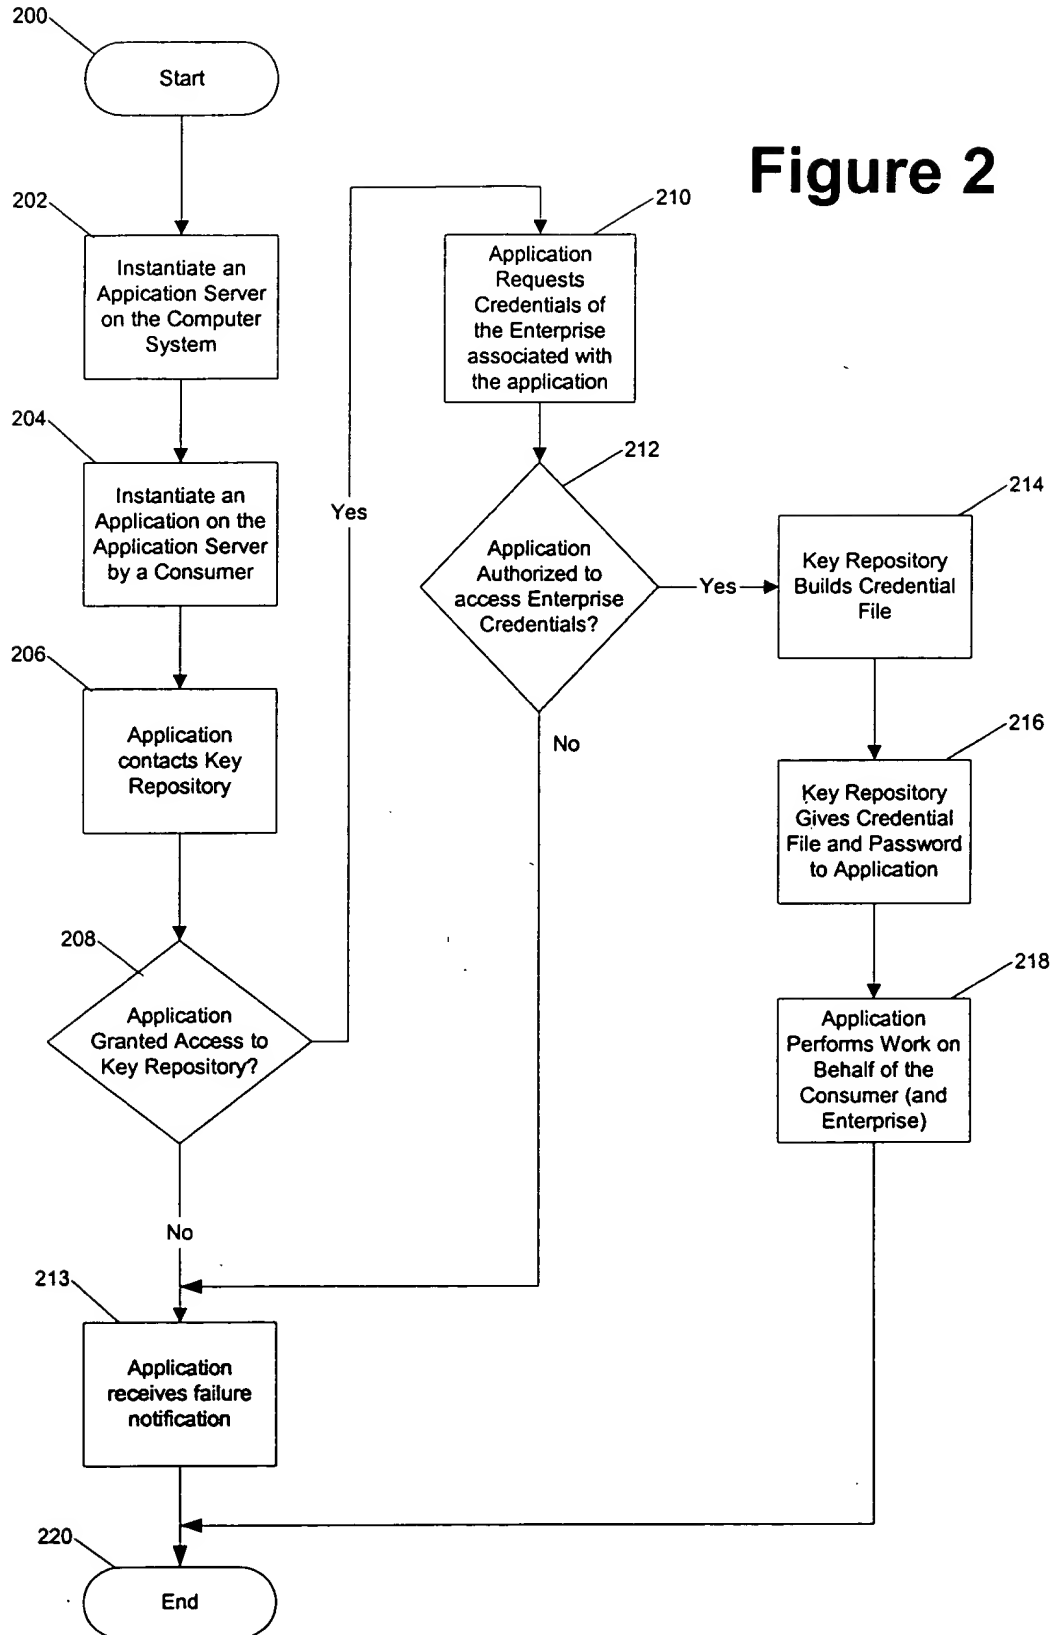 200
Start
Figure 2
202
Instantiate an
Appication Server
on the Computer
System
204
Instantiate an
Application on the
Application Server
by a Consumer
206
Application
contacts Key
Repository
208
Application
Granted Access to
Key Repository?
Yes
No
210
Application
Requests
Credentials of
the Enterprise
associated with
the application
212
Application
Authorized to
access Enterprise
Credentials?
Yes
No
213
Application
receives failure
notification
214
Key Repository
Builds Credential
File
216
Key Repository
Gives Credential
File and Password
to Application
218
Application
Performs Work on
Behalf of the
Consumer (and
Enterprise)
220
End